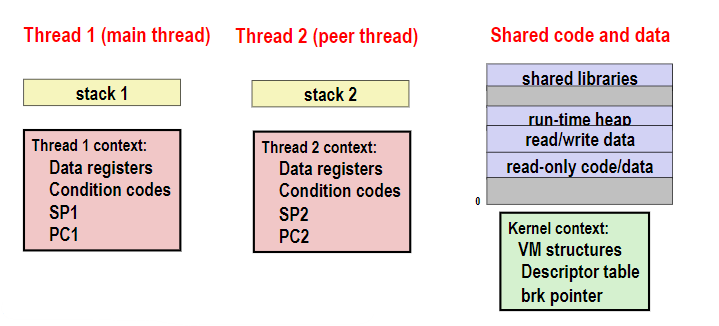 Thread 1 (main thread)
stack 1
Thread 1 context:
Data registers
Condition codes
SP1
PC1
Thread 2 (peer thread)
stack 2
Thread 2 context:
Data registers
Condition codes
SP2
PC2
Shared code and data
shared libraries
run-time heap
read/write data
read-only code/data
0
Kernel context:
VM structures
Descriptor table
brk pointer